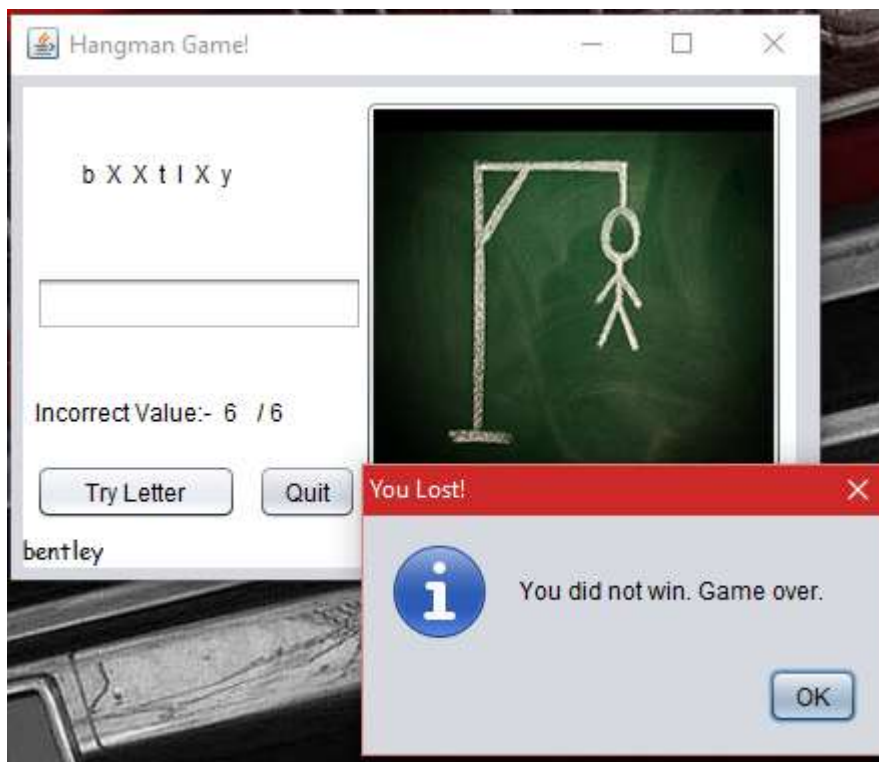 Hangman Game!
b X X t l X y
Incorrect Value:- 6 / 6
Try Letter
Quit
bentley
You Lost!
You did not win. Game over.
OK